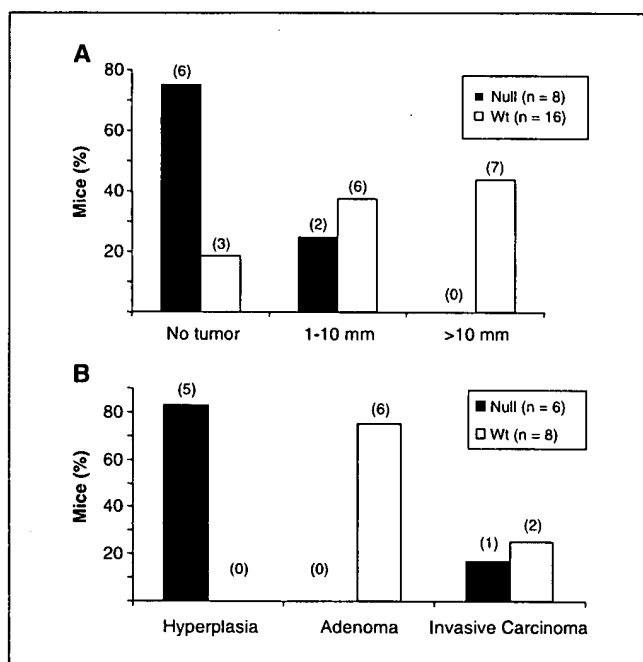 A
80
60
40
20
Mice (%)
(6)
(3)
(2)
(6)
(0)
(7)
Null (n = 8)
Wt (n = 16)
No tumor
1-10 mm
>10 mm
B
80
60
40
20
Mice (%)
(5)
(0)
(0)
(6)
(1)
(2)
Null (n = 6)
Wt (n = 8)
Hyperplasia
Adenoma
Invasive Carcinoma